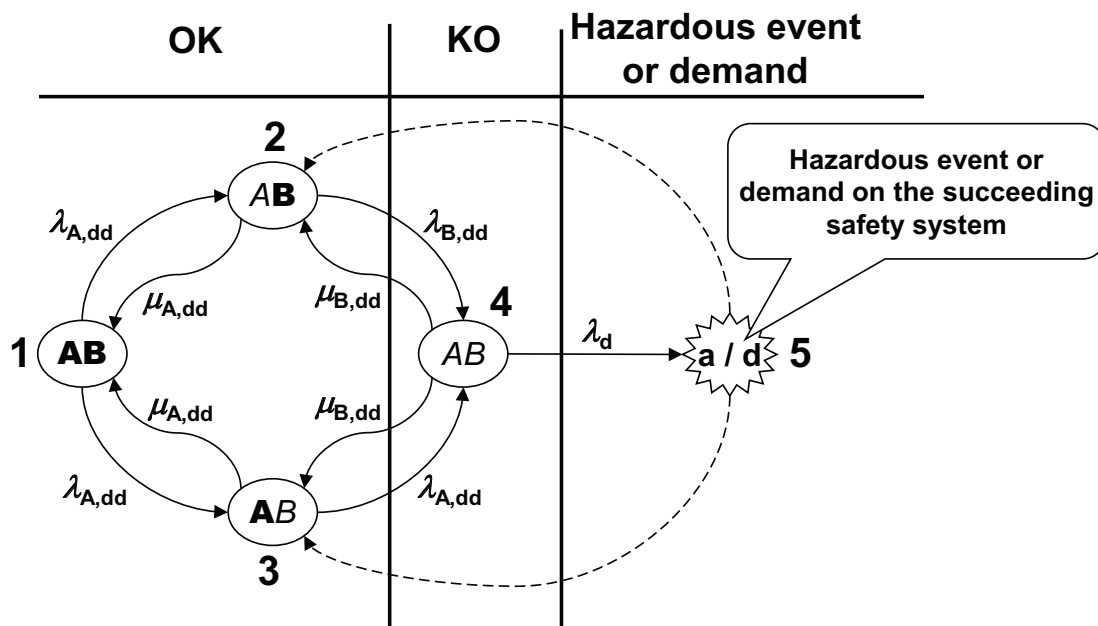 OK
KO
Hazardous event
or demand
2
AB
Hazardous event or
demand on the succeeding
safety system
λA,dd
λB,dd
μA,dd
μB,dd
4
1
AB
AB
λd
a / d
5
μA,dd
μB,dd
λA,dd
λA,dd
AB
3